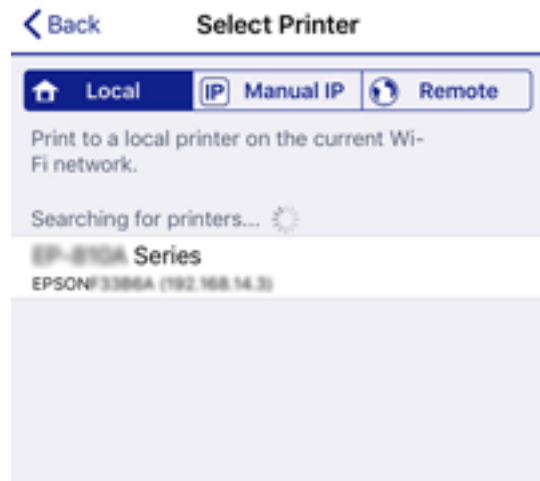 Back Select Printer
Local IP Manual IP Remote
Print to a local printer on the current Wi-
Fi network.
Searching for printers...
Series
EPSON